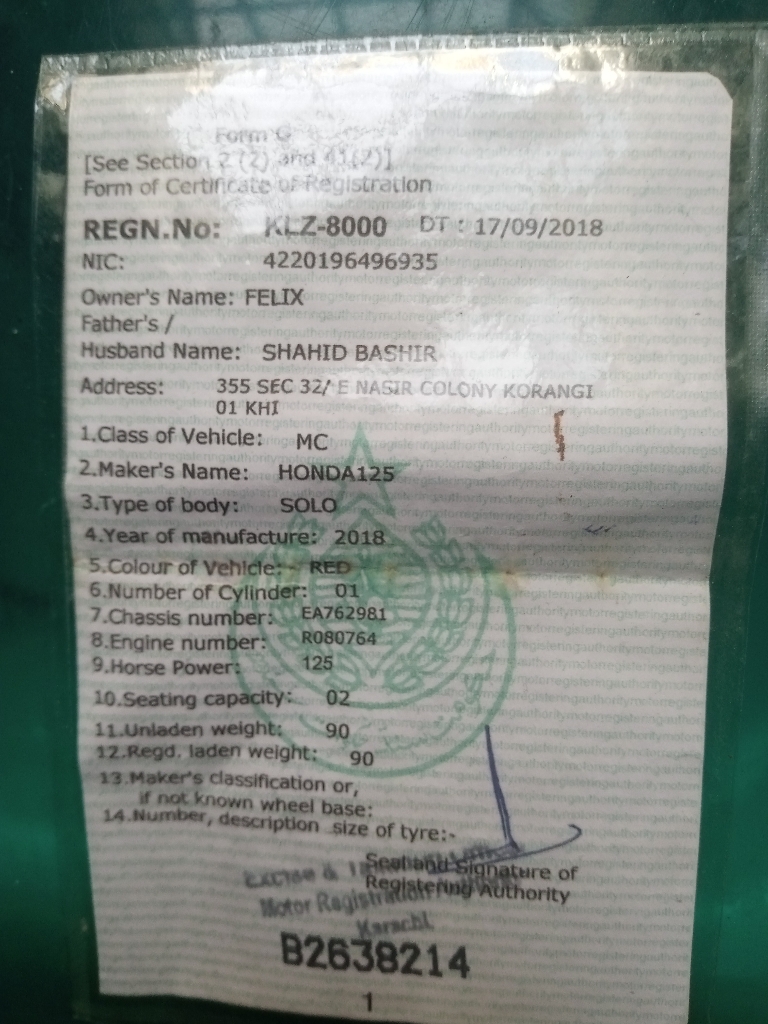 Form G
[See Section 2 (2) and 41(2)]
Form of Certificate of Registration
REGN.No: KLZ-8000 DT : 17/09/2018
NIC: 4220196496935
Owner's Name: FELIX
Father's /
Husband Name: SHAHID BASHIR
Address: 355 SEC 32/ E NASIR COLONY KORANGI
01 KHI
1.Class of Vehicle: MC
2.Maker's Name: HONDA125
3.Type of body: SOLO
4.Year of manufacture: 2018
5.Colour of Vehicle:- RED
6.Number of Cylinder: 01
7.Chassis number: EA762981
8.Engine number: R080764
9.Horse Power: 125
10.Seating capacity: 02
11.Unladen weight: 90
12.Regd. laden weight: 90
13.Maker's classification or,
if not known wheel base:
14.Number, description size of tyre:-
Seal and Signature of
Registering Authority
Excise &
Motor Registration
Karachi.
B2638214
1